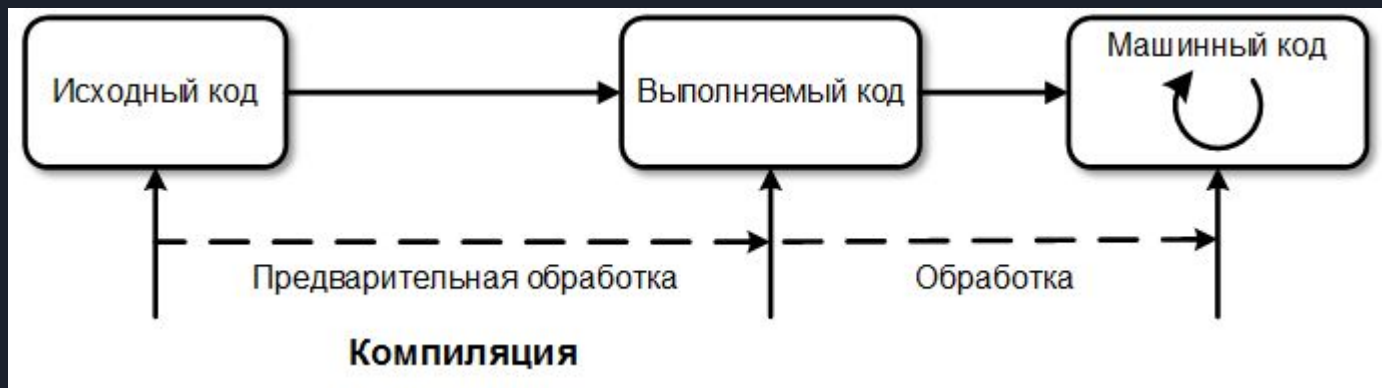 Исходный код
Выполняемый код
Машинный код
Предварительная обработка
Обработка
Компиляция